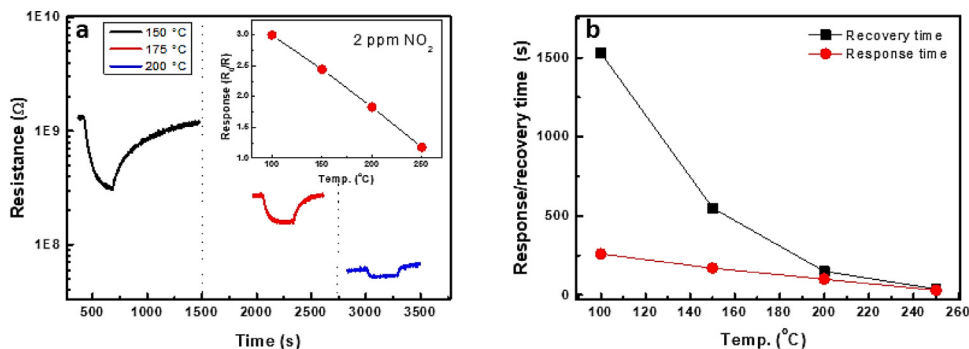 a
1E10
1E9
1E8
Resistance (Ω)
150 °C
175 °C
200 °C
2 ppm NO2
3.0
2.5
2.0
1.5
1.0
Response (R0/R)
100 150 200 250
Temp. (°C)
500 1000 1500 2000 2500 3000 3500
Time (s)
b
Recovery time
Response time
1500
1000
500
0
Response/recovery time (s)
100 120 140 160 180 200 220 240 260
Temp. (°C)